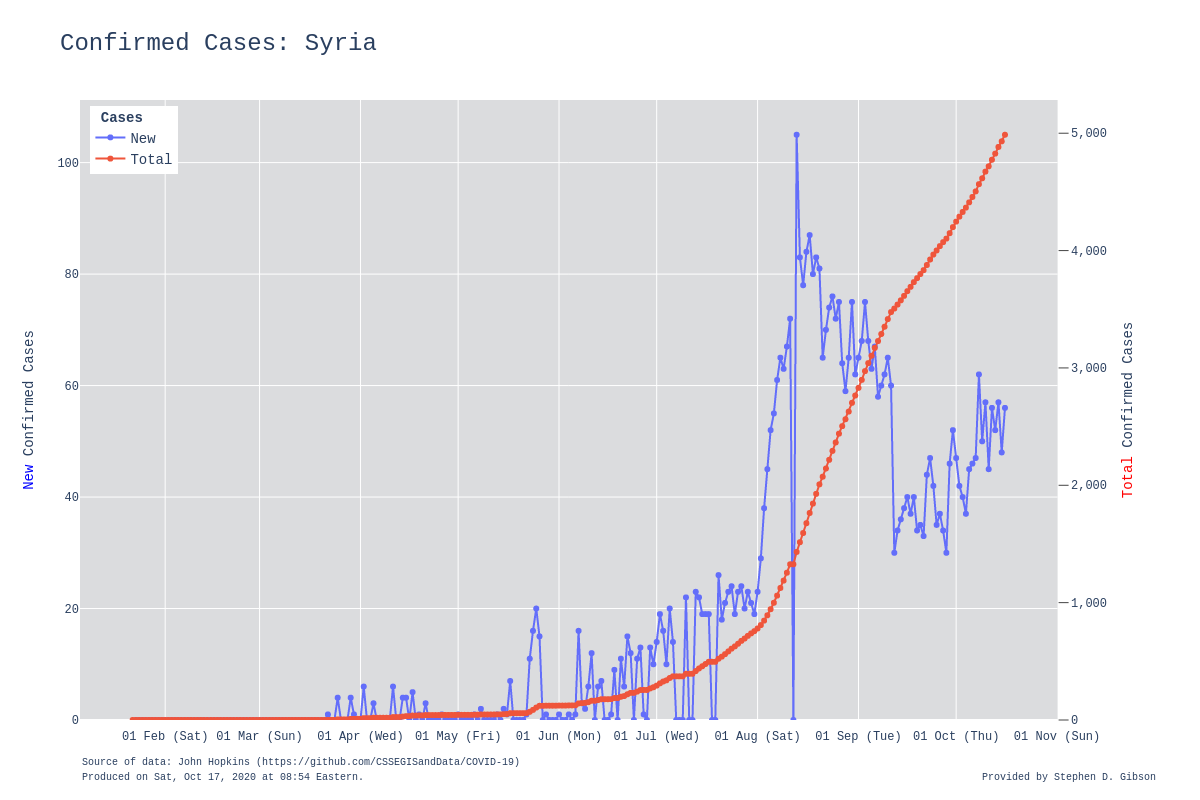 Confirmed Cases: Syria
Cases
New
Total
100
80
60
40
20
0
5,000
4,000
3,000
2,000
1,000
0
New Confirmed Cases
Total Confirmed Cases
01 Feb (Sat) 01 Mar (Sun) 01 Apr (Wed) 01 May (Fri) 01 Jun (Mon) 01 Jul (Wed) 01 Aug (Sat) 01 Sep (Tue) 01 Oct (Thu) 01 Nov (Sun)
Source of data: John Hopkins (https://github.com/CSSEGISandData/COVID-19)
Produced on Sat, Oct 17, 2020 at 08:54 Eastern.
Provided by Stephen D. Gibson